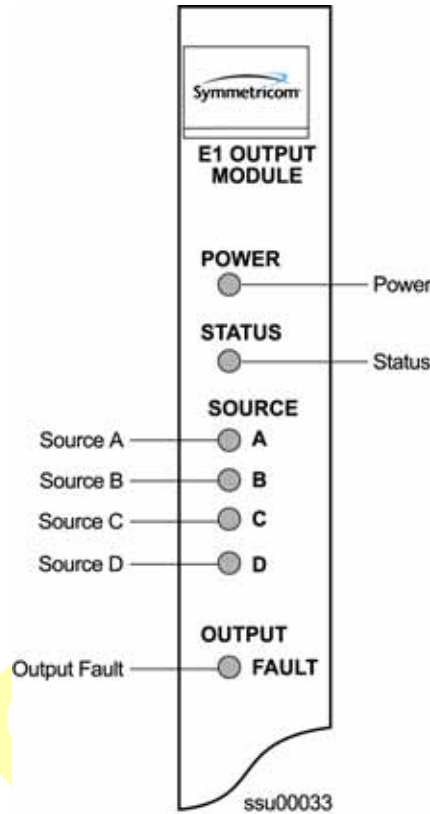 Symmetricom
E1 OUTPUT
MODULE
POWER
Power
STATUS
Status
SOURCE
Source A
A
Source B
B
Source C
C
Source D
D
OUTPUT
Output Fault
FAULT
ssu00033